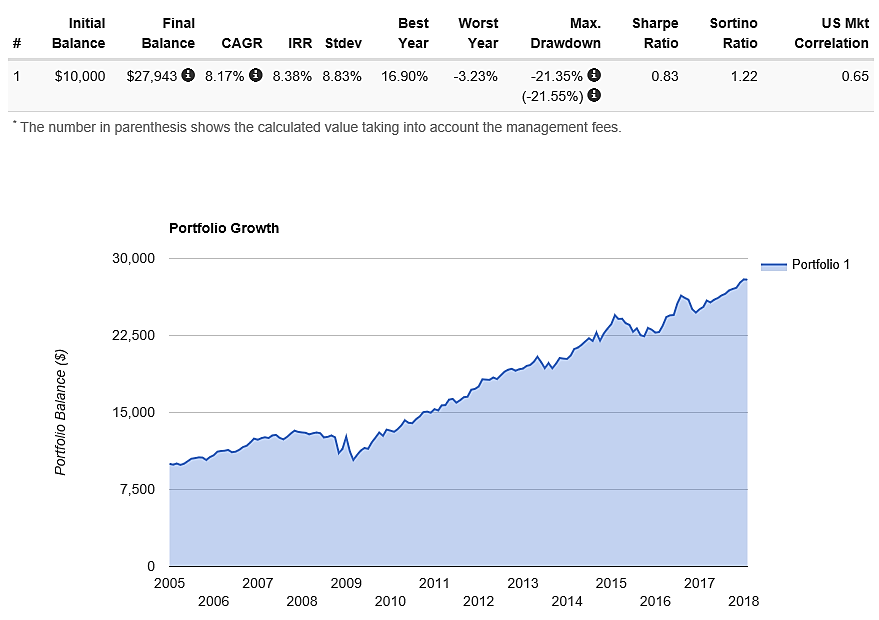 # Initial Balance Final Balance CAGR IRR Stdev Best Year Worst Year Max. Drawdown Sharpe Ratio Sortino Ratio US Mkt Correlation
1 $10,000 $27,943 8.17% 8.38% 8.83% 16.90% -3.23% -21.35% 0.83 1.22 0.65
(-21.55%)
* The number in parenthesis shows the calculated value taking into account the management fees.
Portfolio Growth
Portfolio 1
Portfolio Balance ($)
30,000
22,500
15,000
7,500
0
2005 2007 2009 2011 2013 2015 2017
2006 2008 2010 2012 2014 2016 2018